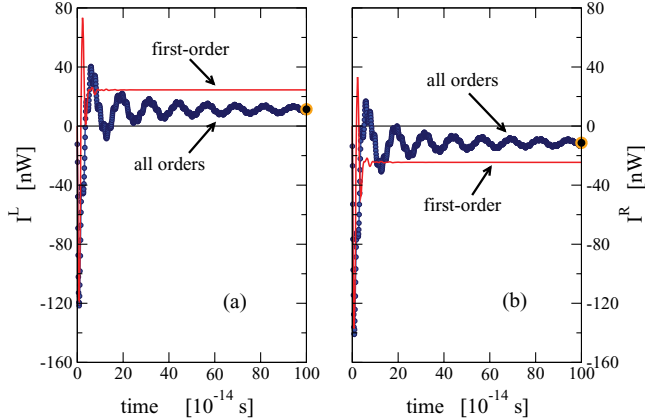 80
80
first-order
all orders
40
40
0
0
all orders
first-order
-40
-40
I^L [nW]
I^R [nW]
-80
-80
(a)
(b)
-120
-120
-160
-160
0 20 40 60 80 100
0 20 40 60 80 100
time [10^-14 s]
time [10^-14 s]